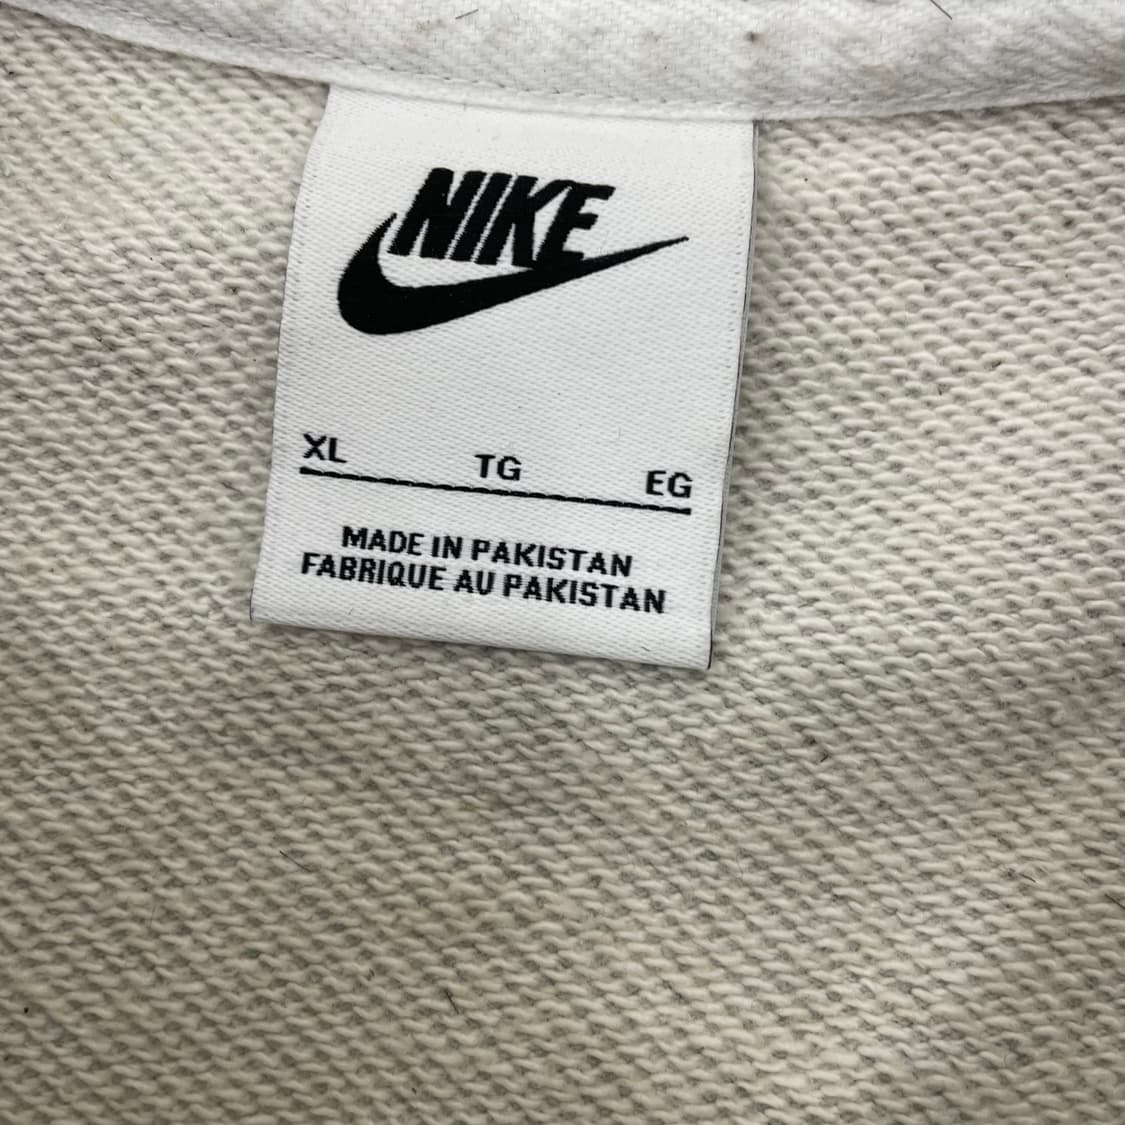 NIKE
XL TG EG
MADE IN PAKISTAN
FABRIQUE AU PAKISTAN